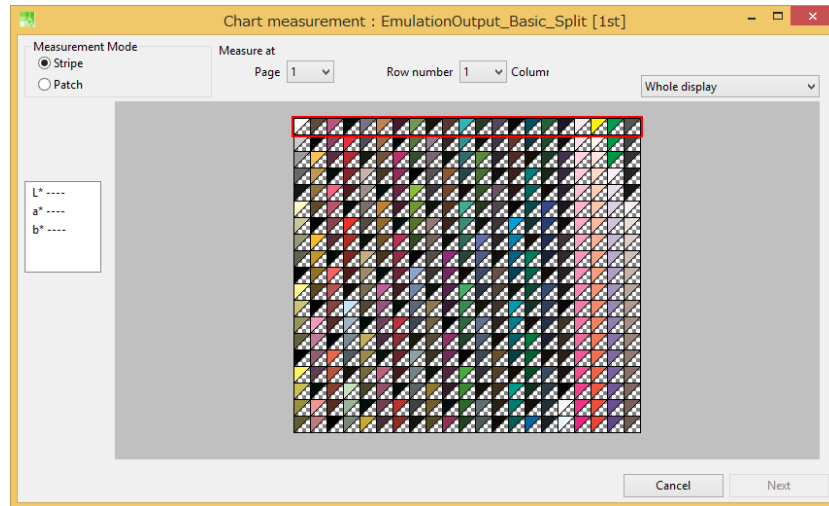 Chart measurement : EmulationOutput_Basic_Split [1st]
Measurement Mode
Stripe
Patch
Measure at
Page 1 Row number 1 Column
Whole display
L* ----
a* ----
b* ----
Cancel Next